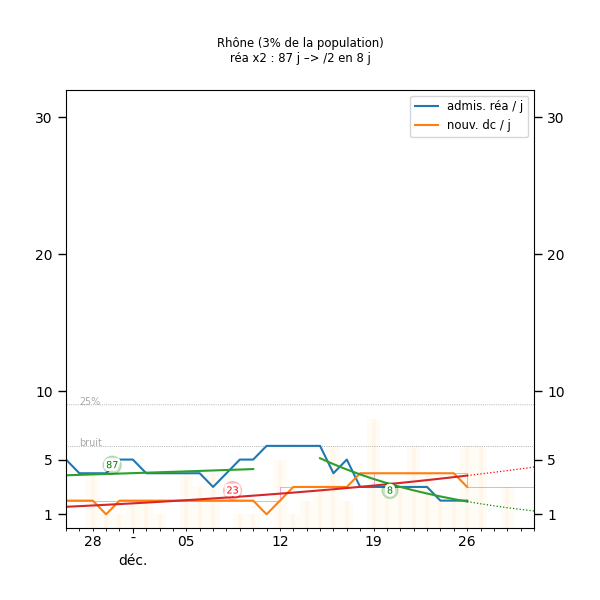 Rhône (3% de la population)
réa x2 : 87 j –> /2 en 8 j
admis. réa / j
nouv. dc / j
30 30
20 20
10 10
25%
bruit
5 5
87
23
8
1 1
28 - 05 12 19 26
déc.